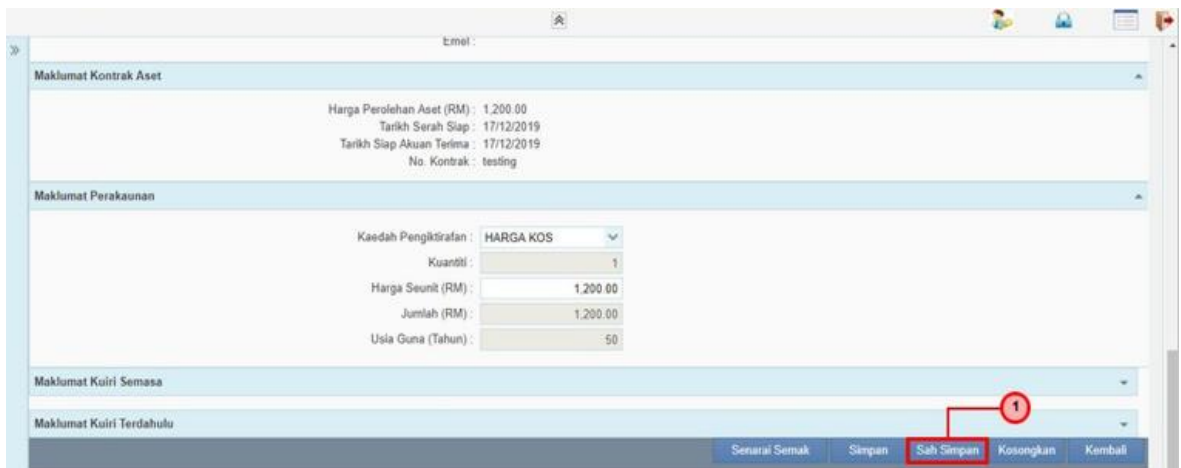 Emel :
Maklumat Kontrak Aset
Harga Perolehan Aset (RM) : 1,200.00
Tarikh Serah Siap : 17/12/2019
Tarikh Siap Akuan Terima : 17/12/2019
No. Kontrak : testing
Maklumat Perakaunan
Kaedah Pengiktirafan : HARGA KOS
Kuantiti : 1
Harga Seunit (RM) : 1,200.00
Jumlah (RM) : 1,200.00
Usia Guna (Tahun) : 50
Maklumat Kuiri Semasa
1
Maklumat Kuiri Terdahulu
Senarai Semak Simpan Sah Simpan Kosongkan Kembali